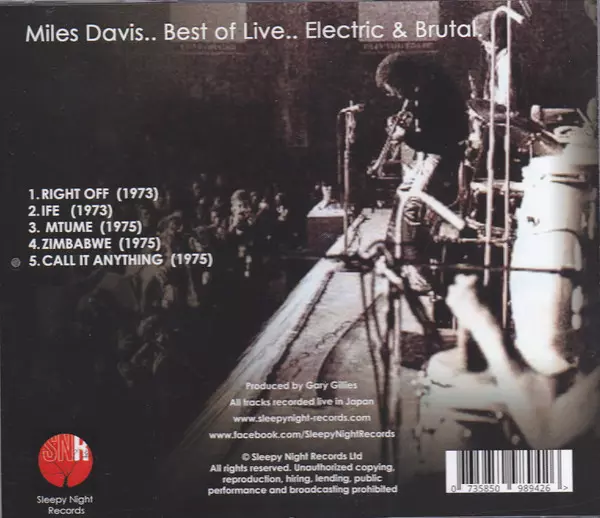 Miles Davis.. Best of Live.. Electric & Brutal.
1.RIGHT OFF (1973)
2.IFE (1973)
3. MTUME (1975)
4.ZIMBABWE (1975)
5.CALL IT ANYTHING (1975)
Produced by Gary Gillies
All tracks recorded live in Japan
www.sleepynight-records.com
www.facebook.com/SleepyNightRecords
© Sleepy Night Records Ltd
All rights reserved. Unauthorized copying,
reproduction, hiring, lending, public
performance and broadcasting prohibited
SNR
Sleepy Night
Records
0 735850 989426 >